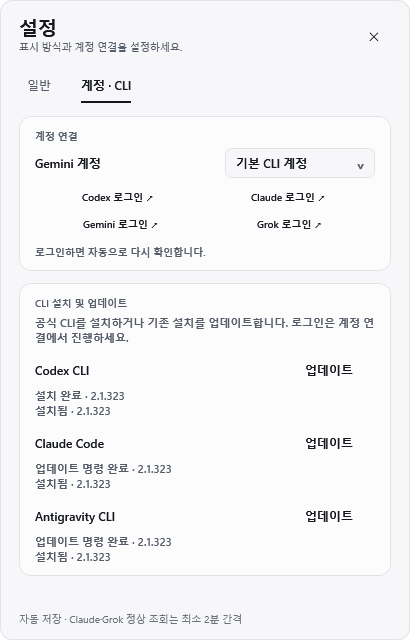 설정
표시 방식과 계정 연결을 설정하세요.
일반
계정 · CLI
계정 연결
Gemini 계정
기본 CLI 계정
Codex 로그인 ↗
Claude 로그인 ↗
Gemini 로그인 ↗
Grok 로그인 ↗
로그인하면 자동으로 다시 확인합니다.
CLI 설치 및 업데이트
공식 CLI를 설치하거나 기존 설치를 업데이트합니다. 로그인은 계정 연
결에서 진행하세요.
Codex CLI
업데이트
설치 완료 · 2.1.323
설치됨 · 2.1.323
Claude Code
업데이트
업데이트 명령 완료 · 2.1.323
설치됨 · 2.1.323
Antigravity CLI
업데이트
업데이트 명령 완료 · 2.1.323
설치됨 · 2.1.323
자동 저장 · Claude·Grok 정상 조회는 최소 2분 간격